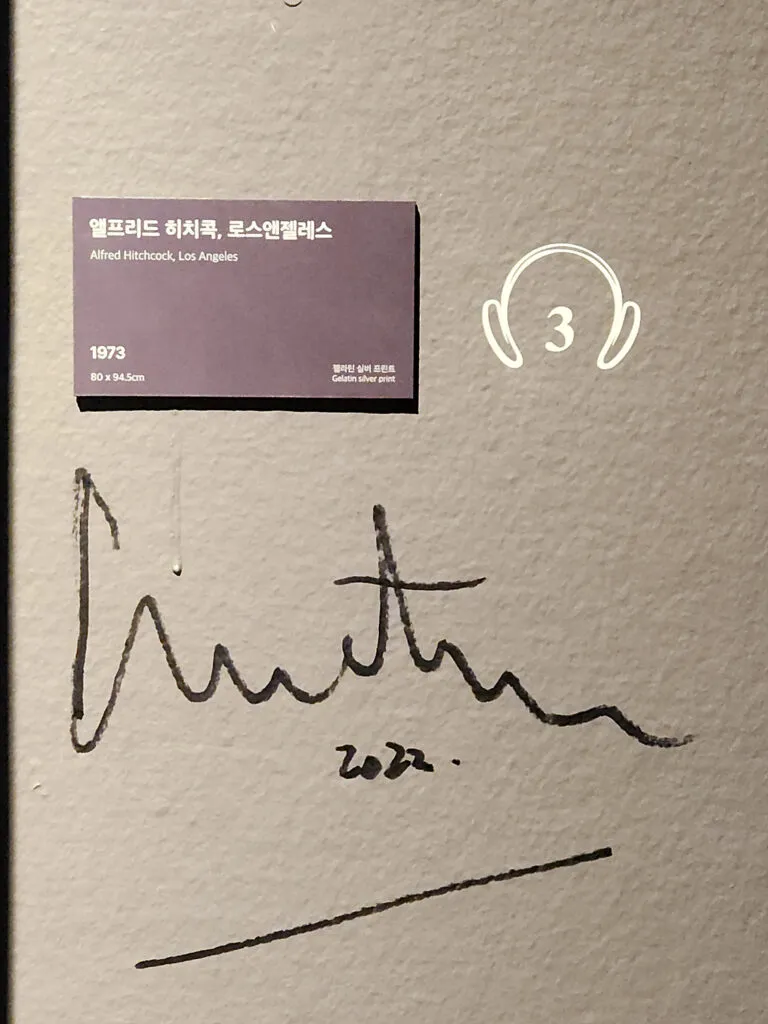 앨프리드 히치콕, 로스앤젤레스
Alfred Hitchcock, Los Angeles
1973
80 x 94.5cm
젤라틴 실버 프린트
Gelatin silver print
3
2022.